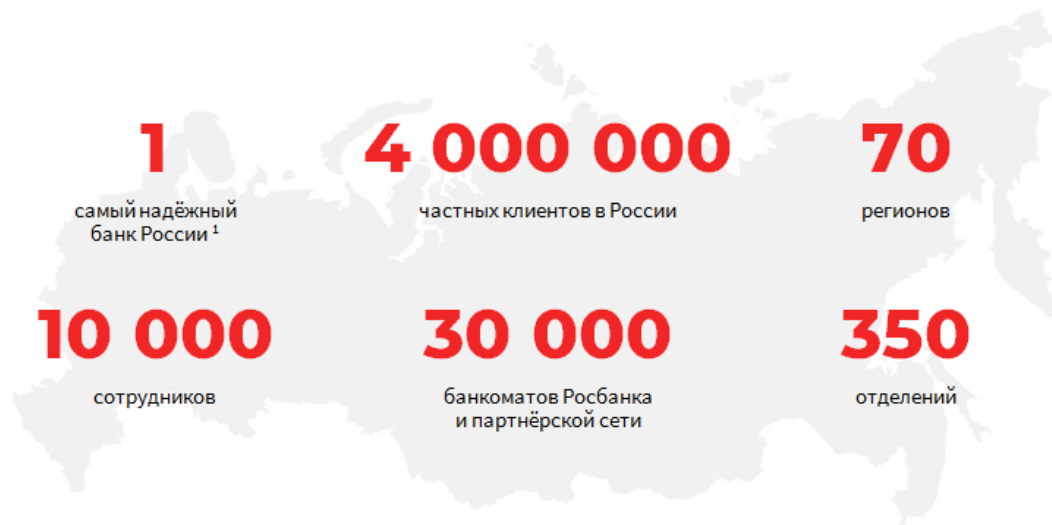 1
самый надёжный
банк России ¹
4 000 000
частных клиентов в России
70
регионов
10 000
сотрудников
30 000
банкоматов Росбанка
и партнёрской сети
350
отделений